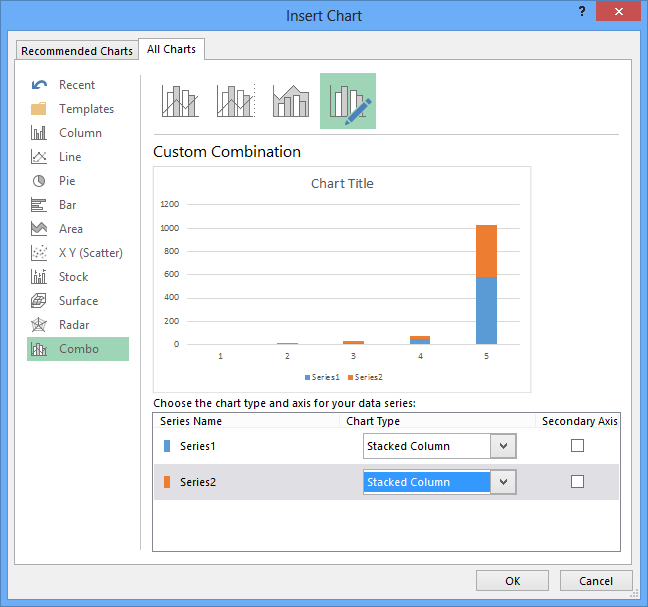 Insert Chart
?
Recommended Charts All Charts
Recent
Templates
Column
Line
Pie
Bar
Area
X Y (Scatter)
Stock
Surface
Radar
Combo
Custom Combination
Chart Title
1200
1000
800
600
400
200
0
1 2 3 4 5
Series1 Series2
Choose the chart type and axis for your data series:
Series Name Chart Type Secondary Axis
Series1 Stacked Column
Series2 Stacked Column
OK Cancel